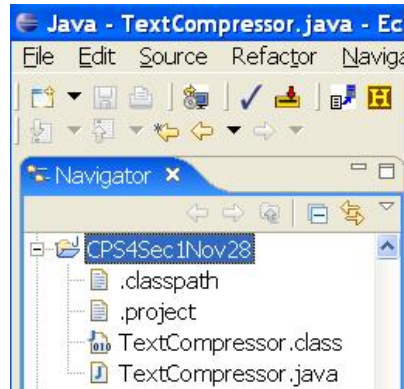 Java - TextCompressor.java - Ec
File Edit Source Refactor Naviga
Navigator
CPS4Sec1Nov28
.classpath
.project
TextCompressor.class
TextCompressor.java